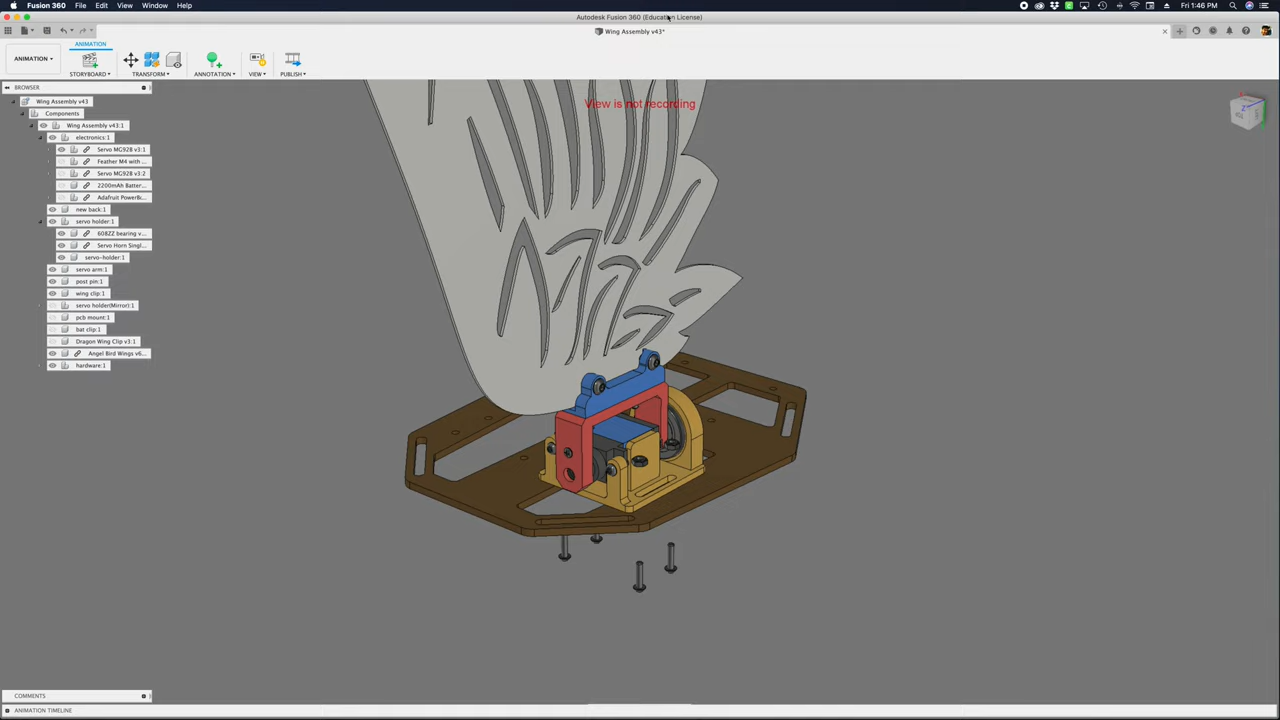 Fusion 360 File Edit View Window Help Fri 1:46 PM
Autodesk Fusion 360 (Education License)
Wing Assembly v43*
ANIMATION
ANIMATION
STORYBOARD TRANSFORM ANNOTATION VIEW PUBLISH
BROWSER
View is not recording
Wing Assembly v43
Components
Wing Assembly v43:1
electronics:1
Servo MG928 v3:1
Feather M4 with ...
Servo MG928 v3:2
2200mAh Batter...
Adafruit PowerBo...
new back:1
servo holder:1
608ZZ bearing v...
Servo Horn Singl...
servo-holder:1
servo arm:1
post pin:1
wing clip:1
servo holder(Mirror):1
pcb mount:1
bat clip:1
Dragon Wing Clip v3:1
Angel Bird Wings v6...
hardware:1
COMMENTS
ANIMATION TIMELINE